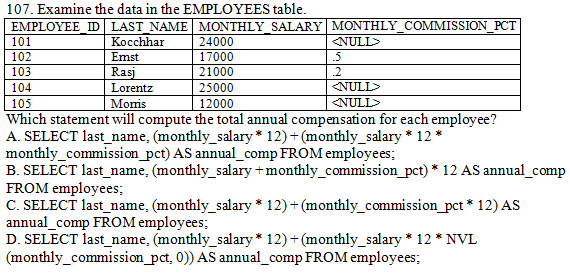 107. Examine the data in the EMPLOYEES table.
EMPLOYEE_ID LAST_NAME MONTHLY_SALARY MONTHLY_COMMISSION_PCT
101 Kocchhar 24000 <NULL>
102 Ernst 17000 .5
103 Rasj 21000 .2
104 Lorentz 25000 <NULL>
105 Morris 12000 <NULL>
Which statement will compute the total annual compensation for each employee?
A. SELECT last_name, (monthly_salary * 12) + (monthly_salary * 12 *
monthly_commission_pct) AS annual_comp FROM employees;
B. SELECT last_name, (monthly_salary + monthly_commission_pct) * 12 AS annual_comp
FROM employees;
C. SELECT last_name, (monthly_salary * 12) + (monthly_commission_pct * 12) AS
annual_comp FROM employees;
D. SELECT last_name, (monthly_salary * 12) + (monthly_salary * 12 * NVL
(monthly_commission_pct, 0)) AS annual_comp FROM employees;